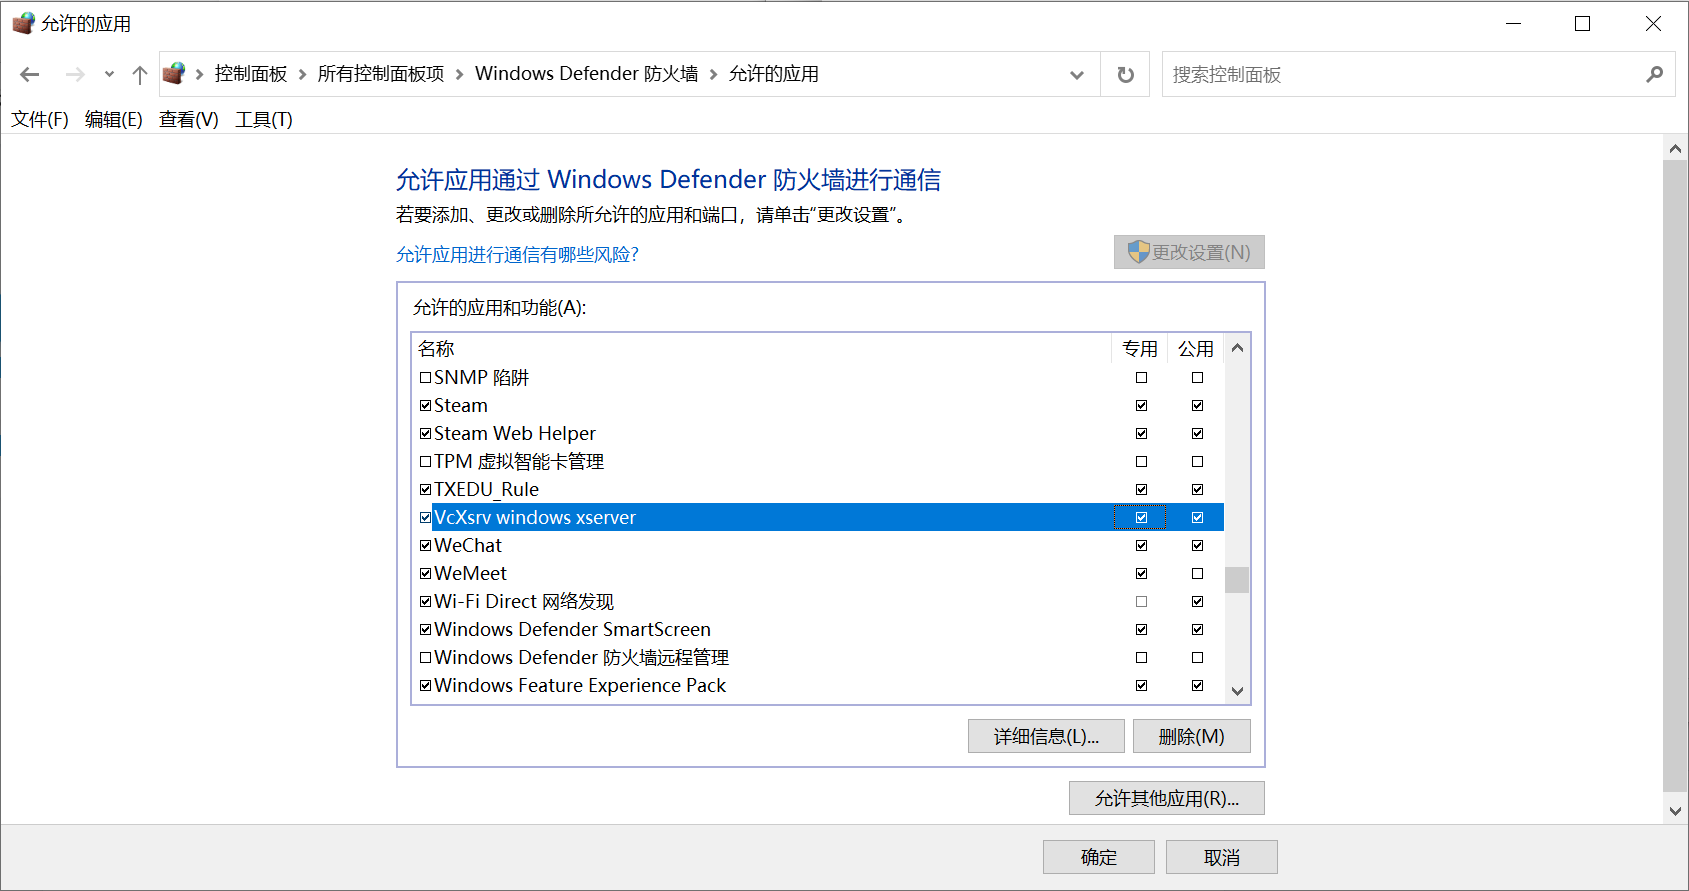 允许的应用
控制面板 所有控制面板项 Windows Defender 防火墙 允许的应用
搜索控制面板
文件(F) 编辑(E) 查看(V) 工具(T)
允许应用通过 Windows Defender 防火墙进行通信
若要添加、更改或删除所允许的应用和端口，请单击“更改设置”。
允许应用进行通信有哪些风险?
更改设置(N)
允许的应用和功能(A):
名称 专用 公用
SNMP 陷阱
Steam
Steam Web Helper
TPM 虚拟智能卡管理
TXEDU_Rule
VcXsrv windows xserver
WeChat
WeMeet
Wi-Fi Direct 网络发现
Windows Defender SmartScreen
Windows Defender 防火墙远程管理
Windows Feature Experience Pack
详细信息(L)... 删除(M)
允许其他应用(R)...
确定 取消